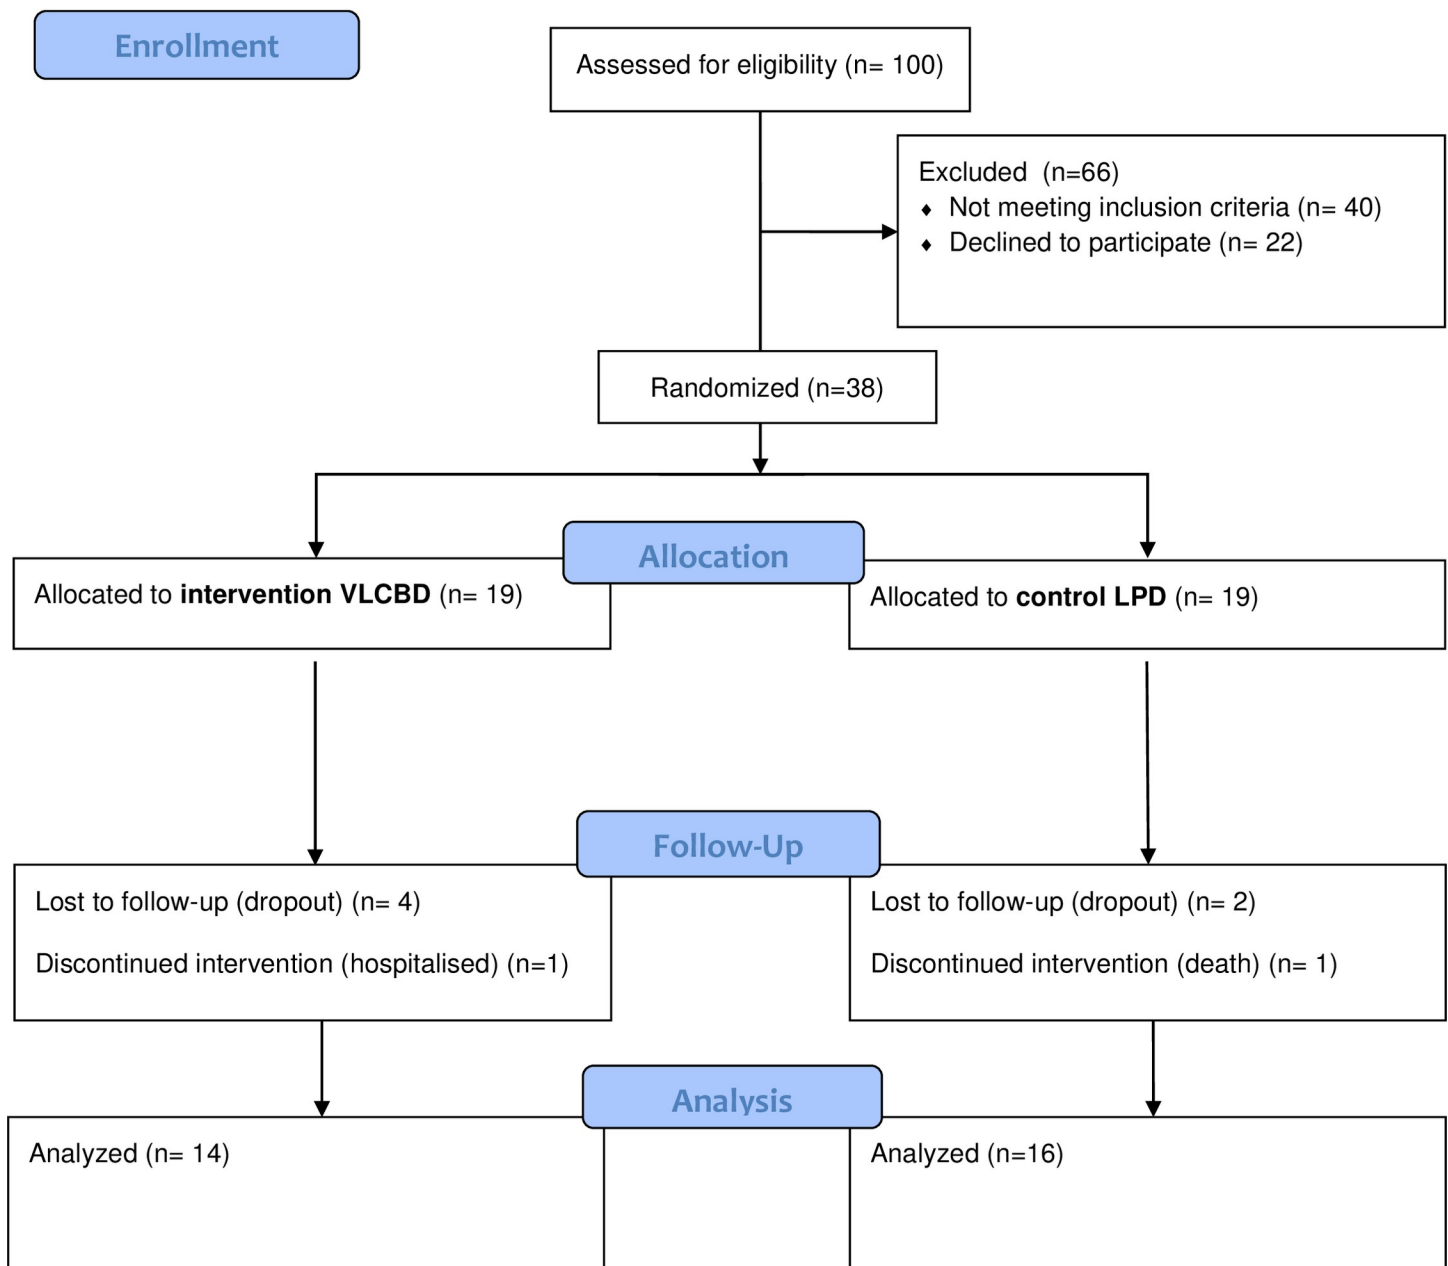 Enrollment
Assessed for eligibility (n= 100)
Excluded  (n=66)
♦ Not meeting inclusion criteria (n= 40)
♦ Declined to participate (n= 22)
Randomized (n=38)
Allocation
Allocated to intervention VLCBD (n= 19)
Allocated to control LPD (n= 19)
Follow-Up
Lost to follow-up (dropout) (n= 4)
Discontinued intervention (hospitalised) (n=1)
Lost to follow-up (dropout) (n= 2)
Discontinued intervention (death) (n= 1)
Analysis
Analyzed (n= 14)
Analyzed (n=16)